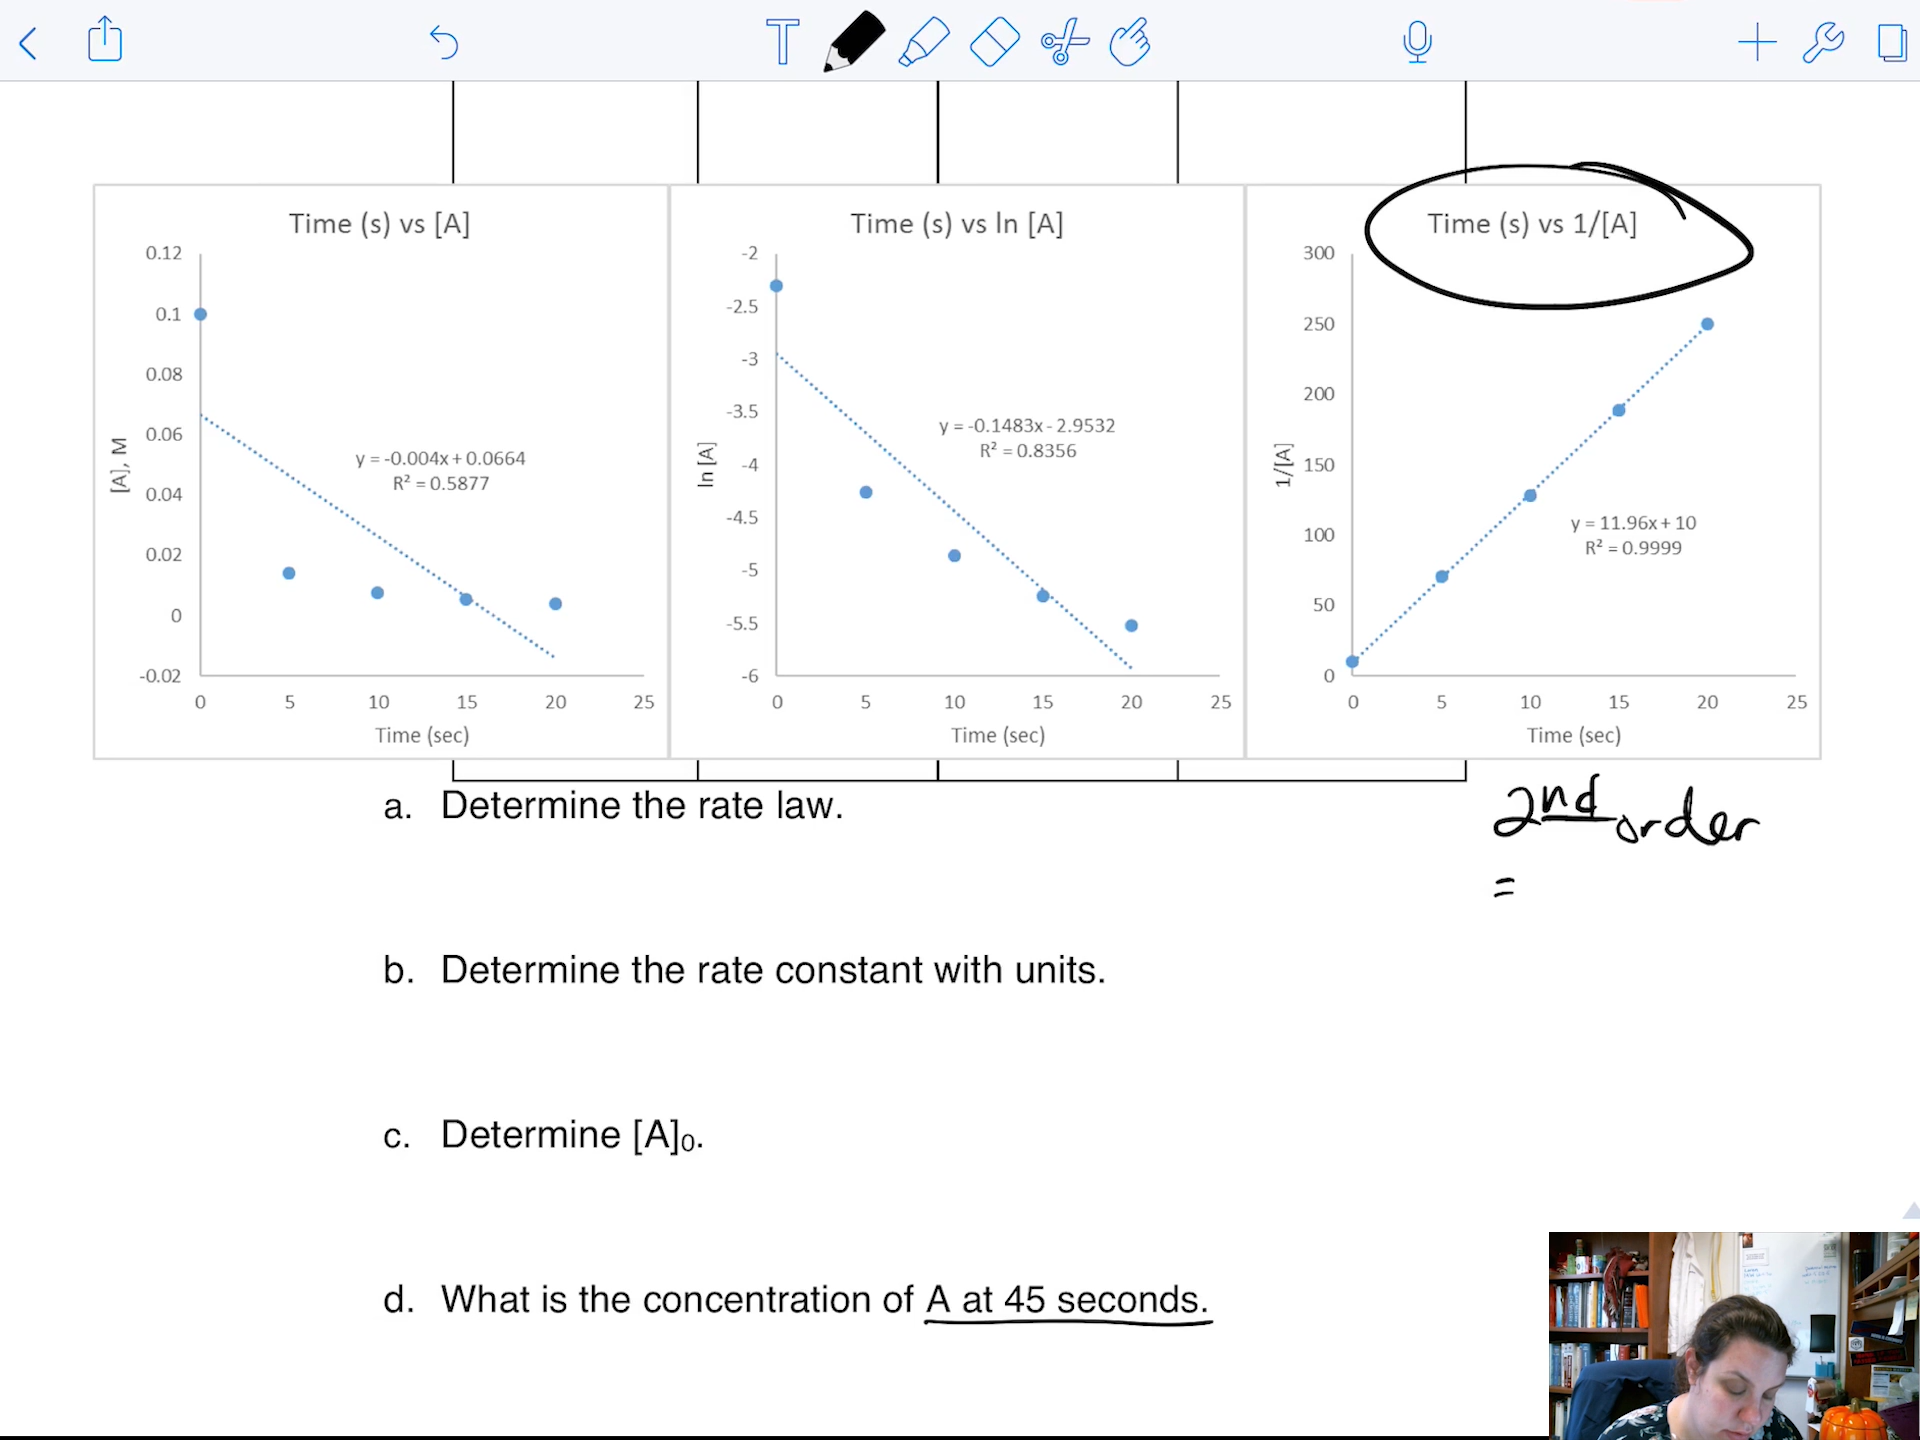 T
Time (s) vs [A]
0.12
0.1
0.08
0.06
0.04
0.02
0
-0.02
[A], M
y = -0.004x + 0.0664
R² = 0.5877
0 5 10 15 20 25
Time (sec)
Time (s) vs ln [A]
-2
-2.5
-3
-3.5
-4
-4.5
-5
-5.5
-6
ln [A]
y = -0.1483x - 2.9532
R² = 0.8356
0 5 10 15 20 25
Time (sec)
Time (s) vs 1/[A]
300
250
200
150
100
50
0
1/[A]
y = 11.96x + 10
R² = 0.9999
0 5 10 15 20 25
Time (sec)
2nd order
=
a. Determine the rate law.
b. Determine the rate constant with units.
c. Determine [A]₀.
d. What is the concentration of A at 45 seconds.